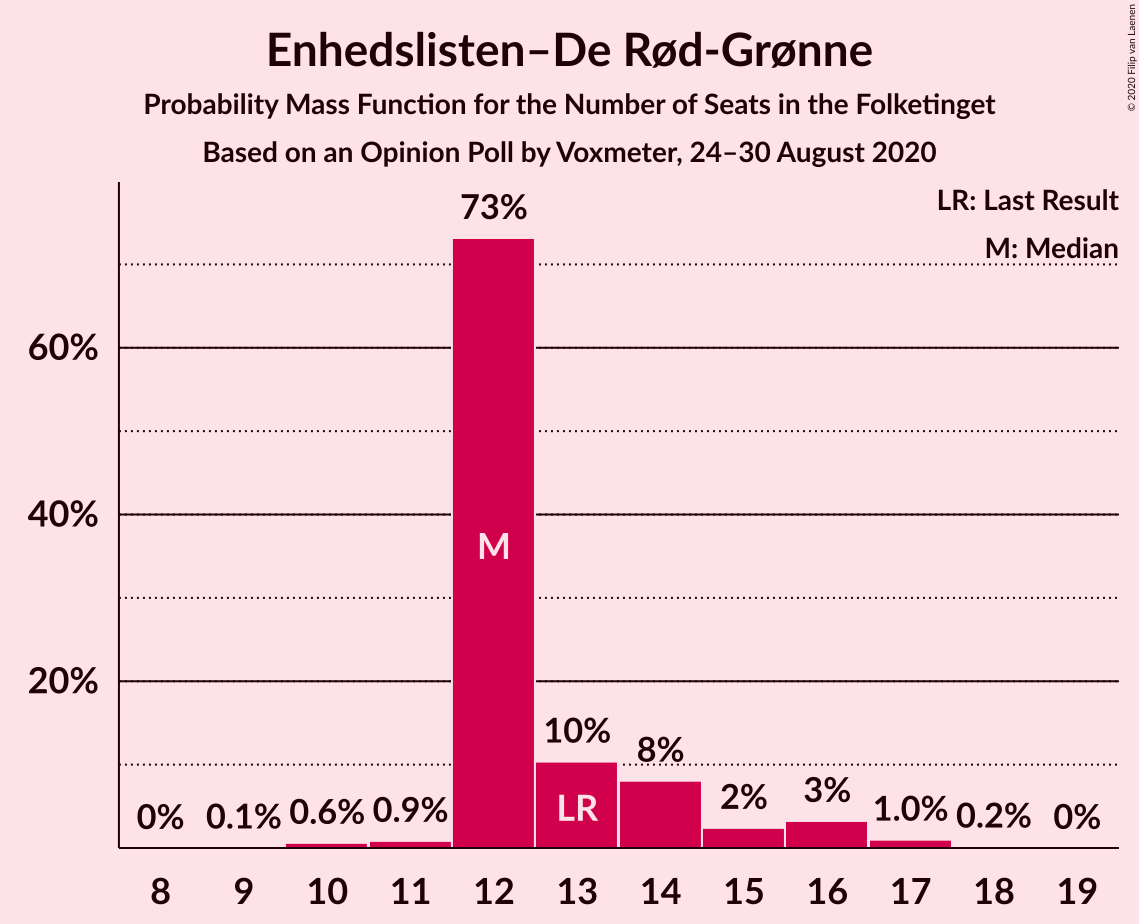 Enhedslisten–De Rød-Grønne
Probability Mass Function for the Number of Seats in the Folketinget
Based on an Opinion Poll by Voxmeter, 24–30 August 2020
© 2020 Filip van Laenen
LR: Last Result
M: Median
73%
60%
40%
M
20%
10%
8%
LR
2%
3%
0%
0.1%
0.6%
0.9%
1.0%
0.2%
0%
8 9 10 11 12 13 14 15 16 17 18 19